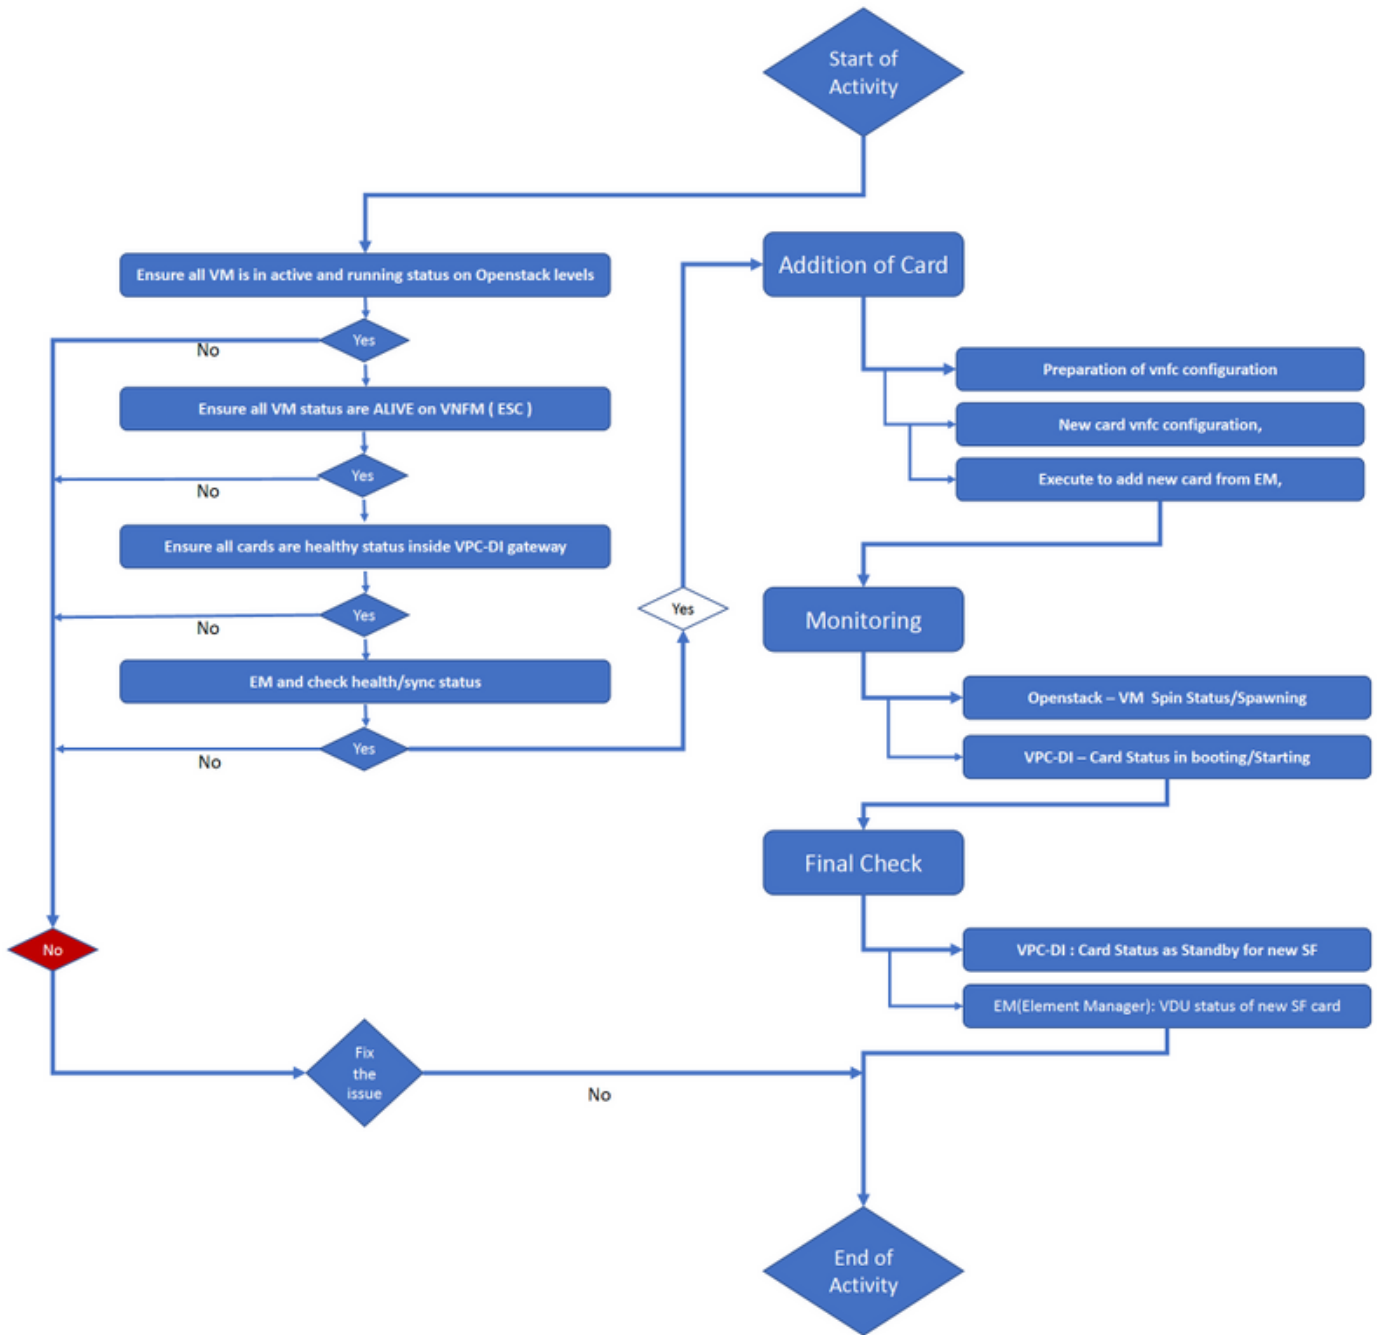 Start of
Activity
Ensure all VM is in active and running status on Openstack levels
Yes
No
Ensure all VM status are ALIVE on VNFM ( ESC )
Yes
No
Ensure all cards are healthy status inside VPC-DI gateway
Yes
No
EM and check health/sync status
Yes
No
Yes
Addition of Card
Preparation of vnfc configuration
New card vnfc configuration,
Execute to add new card from EM,
Monitoring
Openstack – VM  Spin Status/Spawning
VPC-DI – Card Status in booting/Starting
Final Check
VPC-DI : Card Status as Standby for new SF
EM(Element Manager): VDU status of new SF card
No
Fix
the
issue
No
End of
Activity